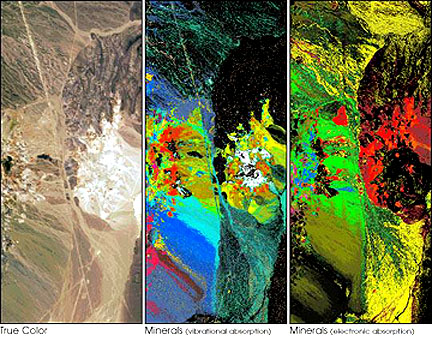 True Color
Minerals (vibrational absorption)
Minerals (electronic absorption)